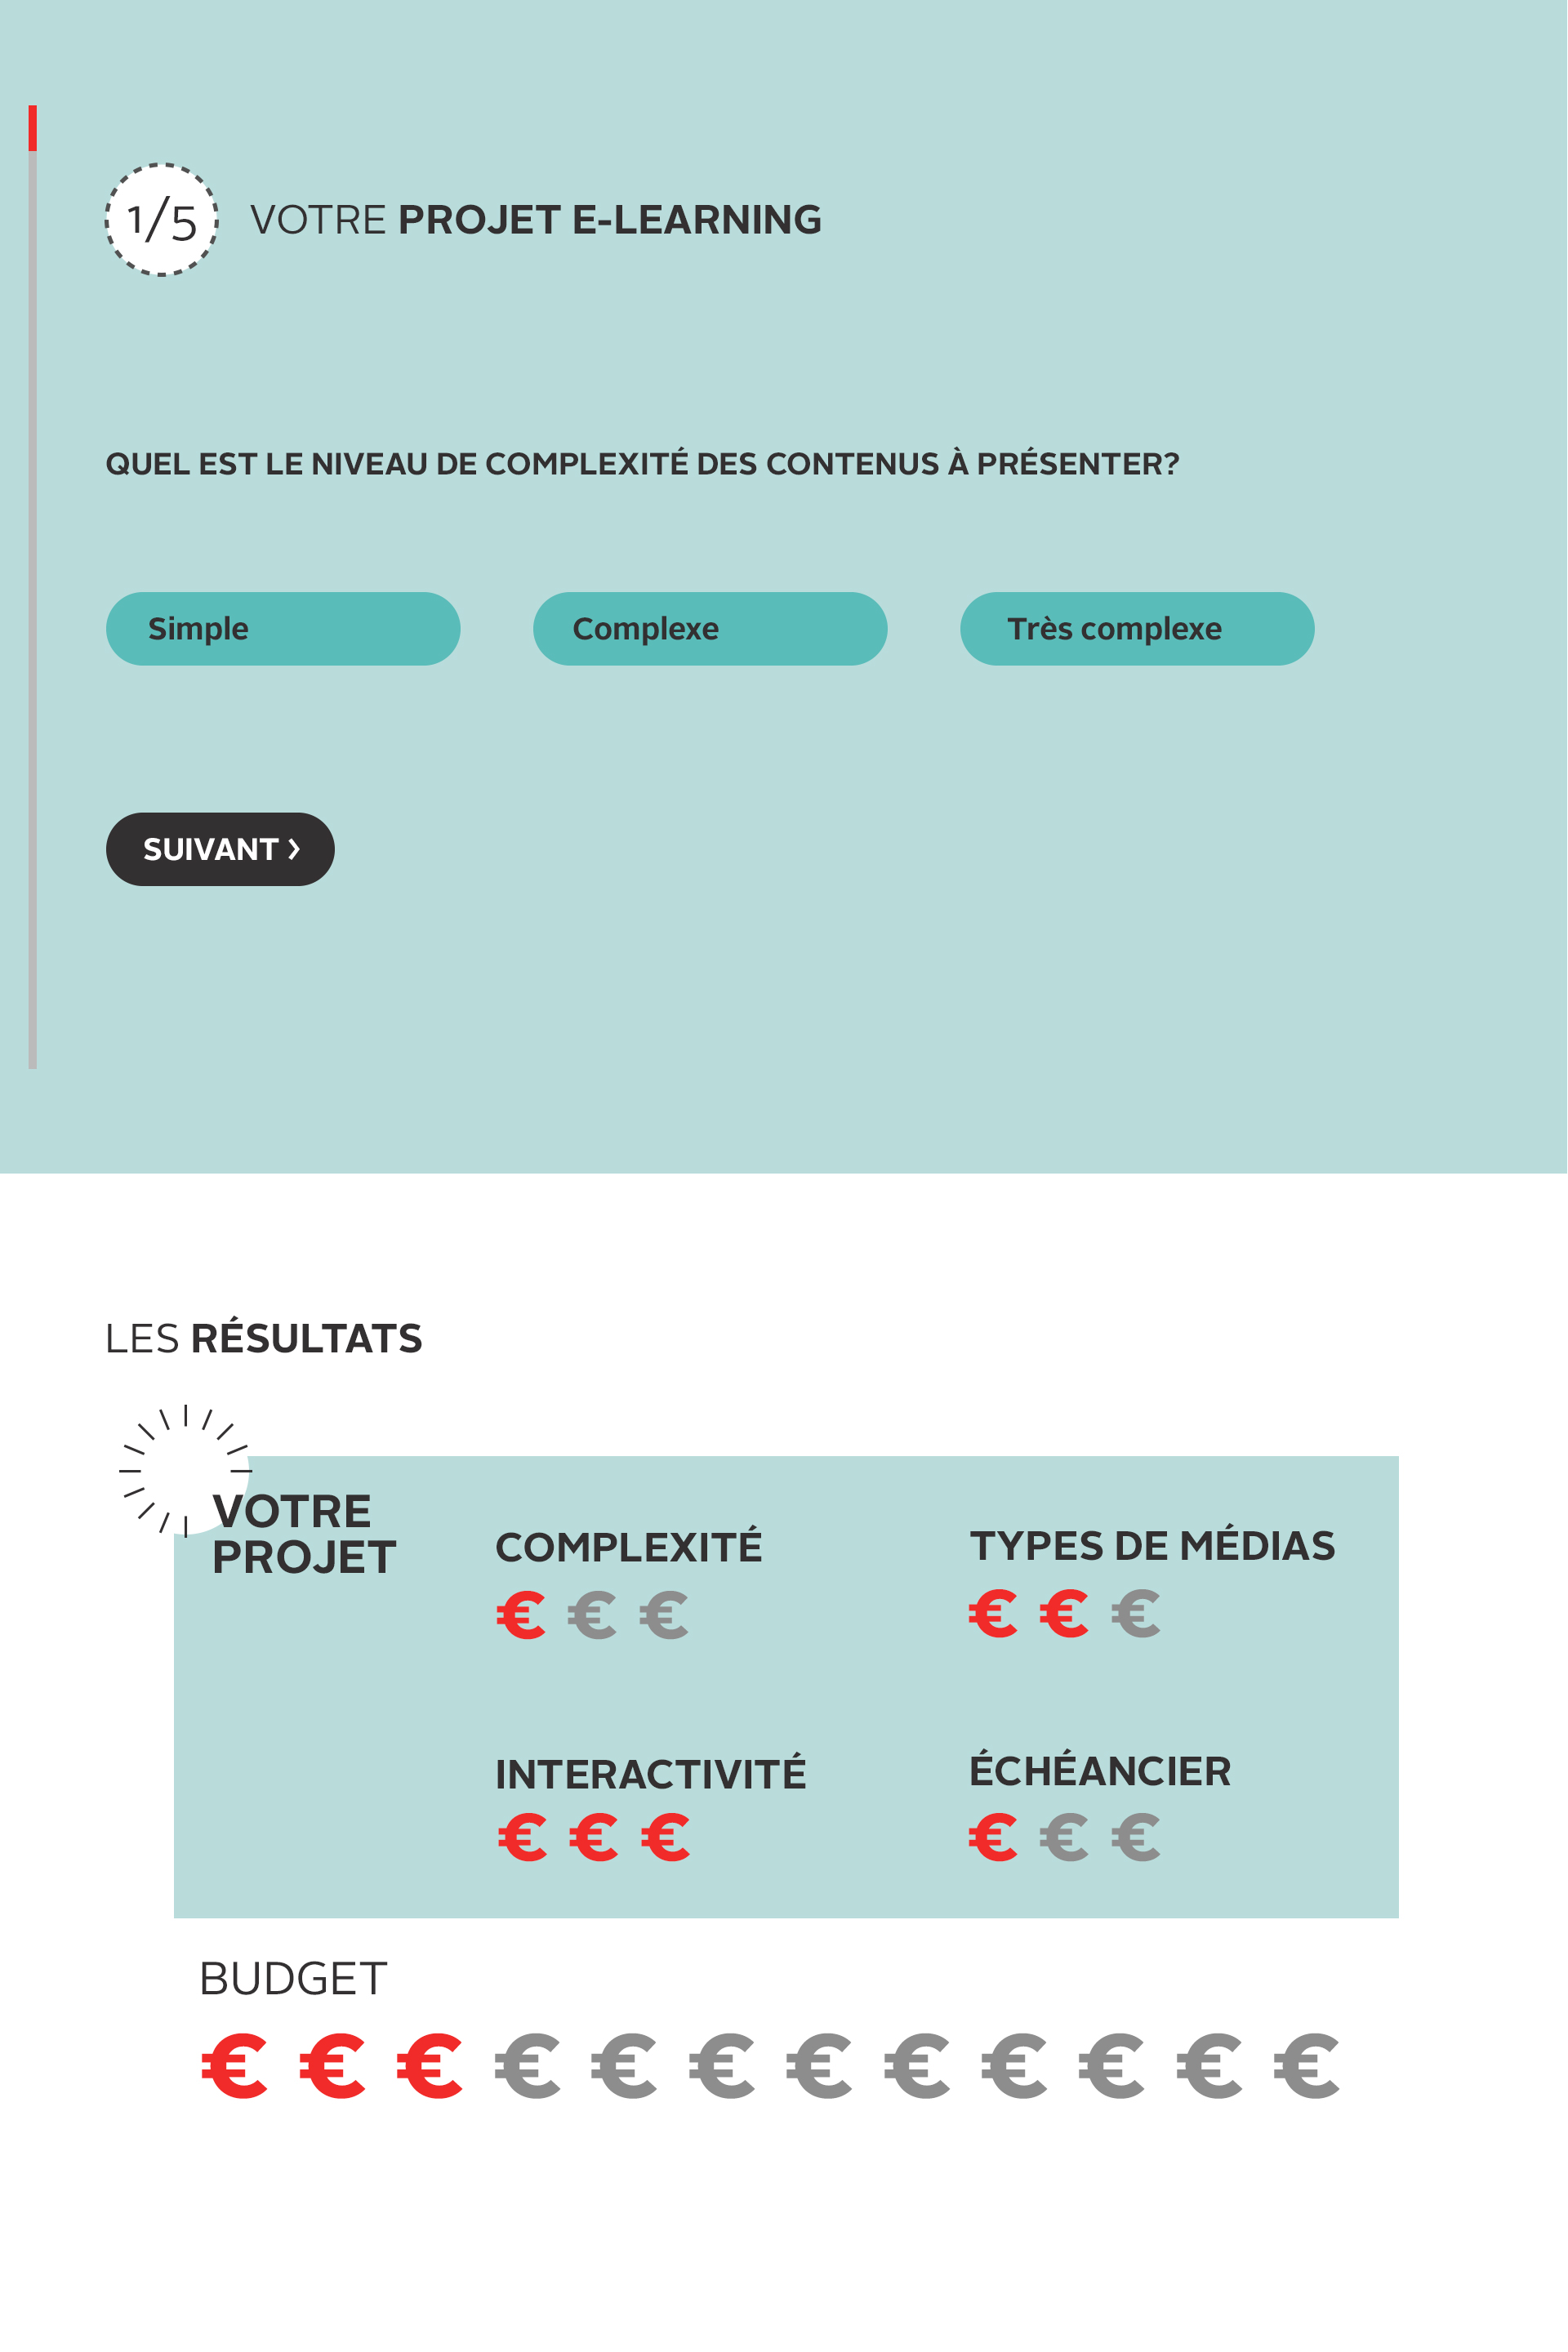 1/5
VOTRE PROJET E-LEARNING
QUEL EST LE NIVEAU DE COMPLEXITÉ DES CONTENUS À PRÉSENTER?
Simple
Complexe
Très complexe
SUIVANT >
LES RÉSULTATS
VOTRE
PROJET
COMPLEXITÉ
€ € €
TYPES DE MÉDIAS
€ € €
INTERACTIVITÉ
€ € €
ÉCHÉANCIER
€ € €
BUDGET
€ € € € € € € € € € € €